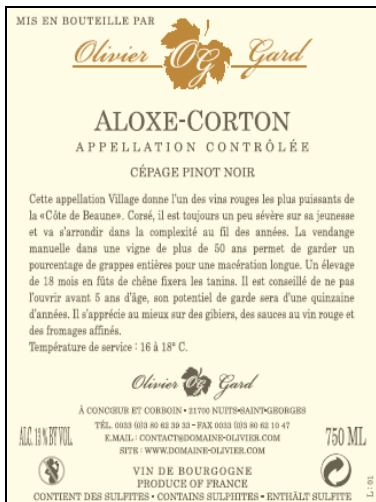 MIS EN BOUTEILLE PAR
Olivier OG Gard
ALOXE-CORTON
APPELLATION CONTRÔLÉE
CÉPAGE PINOT NOIR
Cette appellation Village donne l'un des vins rouges les plus puissants de
la «Côte de Beaune». Corsé, il est toujours un peu sévère sur sa jeunesse
et va s'arrondir dans la complexité au fil des années. La vendange
manuelle dans une vigne de plus de 50 ans permet de garder un
pourcentage de grappes entières pour une macération longue. Un élevage
de 18 mois en fûts de chêne fixera les tanins. Il est conseillé de ne pas
l'ouvrir avant 5 ans d'âge, son potentiel de garde sera d'une quinzaine
d'années. Il s'apprécie au mieux sur des gibiers, des sauces au vin rouge et
des fromages affinés.
Température de service : 16 à 18° C.
Olivier OG Gard
À CONCŒUR ET CORBOIN • 21700 NUITS-SAINT-GEORGES
TÉL. 0033 (0)3 80 62 39 33 - FAX 0033 (0)3 80 62 10 47
E.MAIL : CONTACT@DOMAINE-OLIVIER.COM
SITE : WWW.DOMAINE-OLIVIER.COM
ALC. 13 % BY VOL.
750 ML
VIN DE BOURGOGNE
PRODUCE OF FRANCE
CONTIENT DES SULFITES • CONTAINS SULPHITES • ENTHÄLT SULFITE